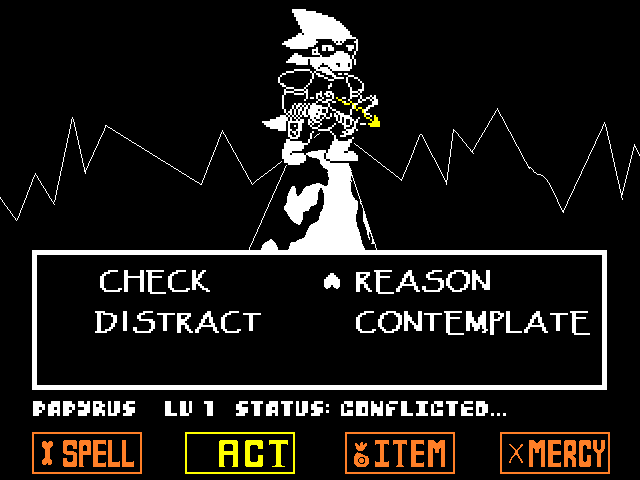 CHECK REASON
DISTRACT CONTEMPLATE
PAPYRUS LV 1 STATUS: CONFLICTED...
SPELL ACT ITEM MERCY